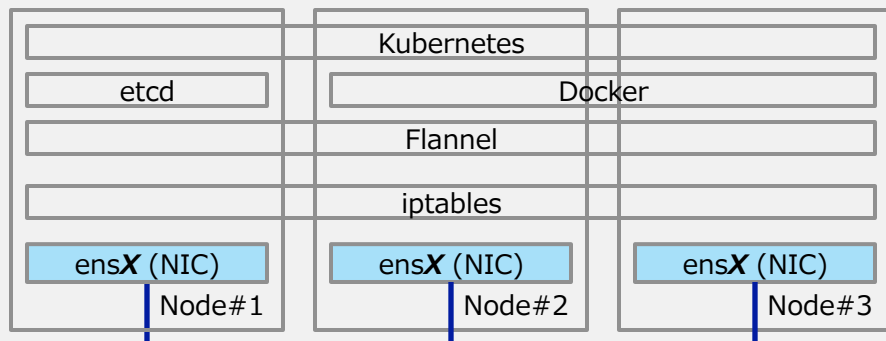 Kubernetes
etcd
Docker
Flannel
iptables
ensX (NIC)
ensX (NIC)
ensX (NIC)
Node#1
Node#2
Node#3